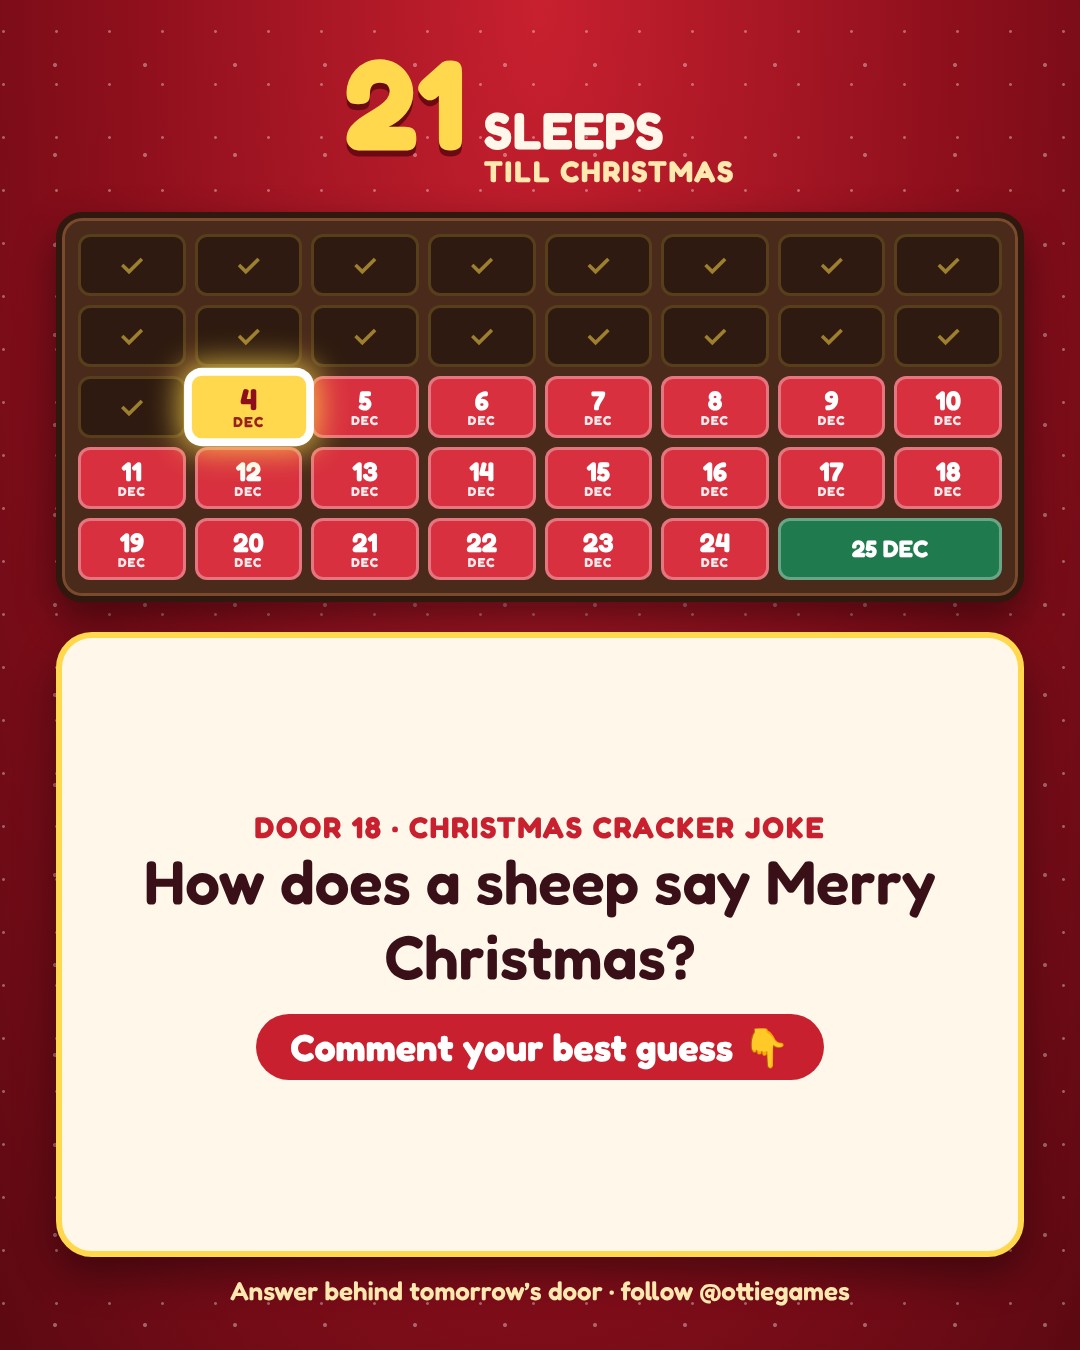 21
SLEEPS
TILL CHRISTMAS
4 5 6 7 8 9 10
DEC DEC DEC DEC DEC DEC DEC
11 12 13 14 15 16 17 18
DEC DEC DEC DEC DEC DEC DEC DEC
19 20 21 22 23 24 25 DEC
DEC DEC DEC DEC DEC DEC
DOOR 18 · CHRISTMAS CRACKER JOKE
How does a sheep say Merry
Christmas?
Comment your best guess 👇
Answer behind tomorrow’s door · follow @ottiegames